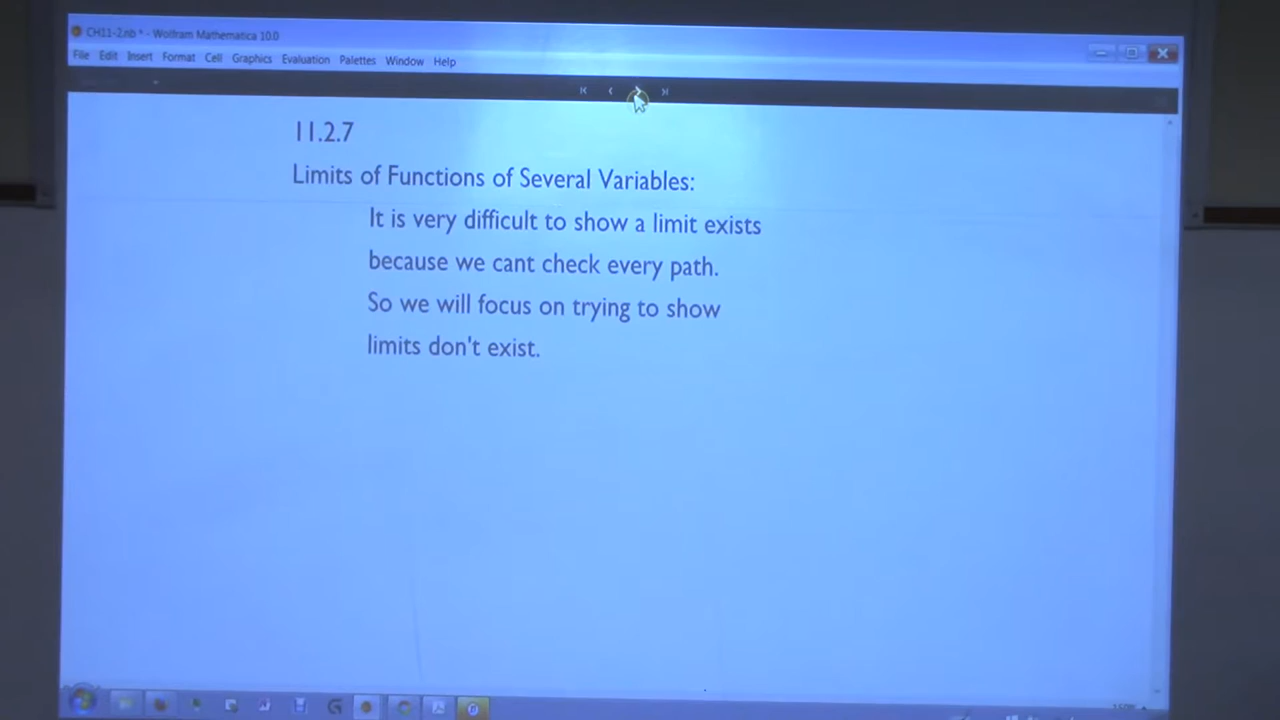 CH11-2.nb * - Wolfram Mathematica 10.0
File Edit Insert Format Cell Graphics Evaluation Palettes Window Help
11.2.7
Limits of Functions of Several Variables:
It is very difficult to show a limit exists
because we cant check every path.
So we will focus on trying to show
limits don't exist.